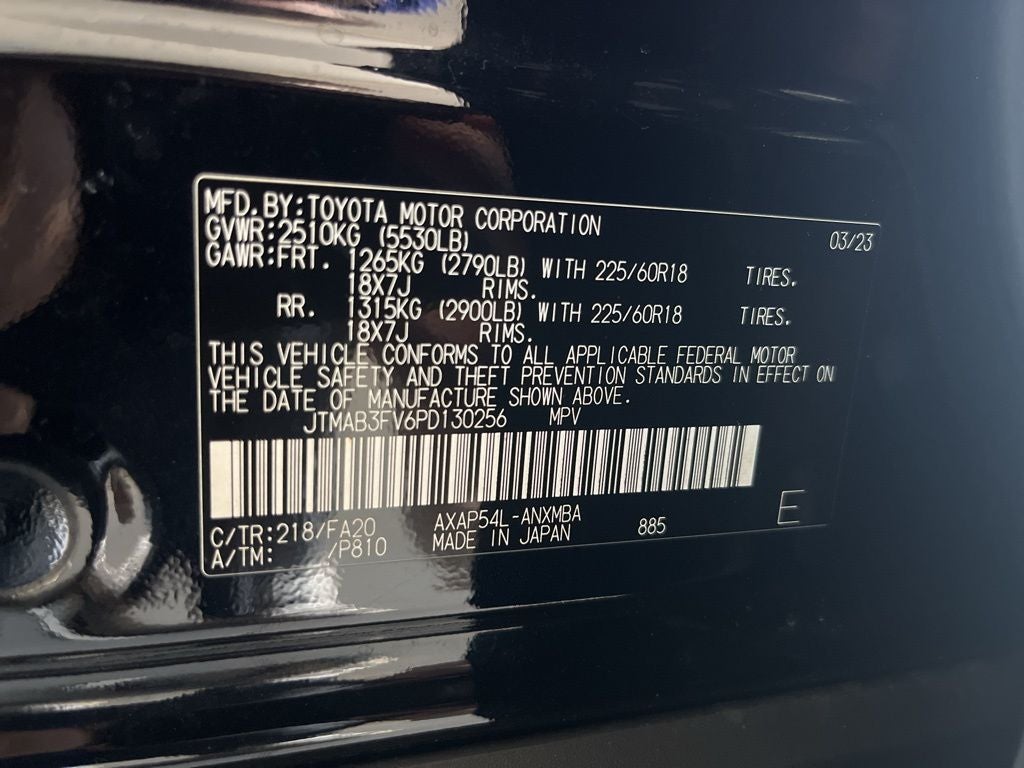 MFD. BY: TOYOTA MOTOR CORPORATION 03/23
GVWR: 2510KG (5530LB)
GAWR: FRT. 1265KG (2790LB) WITH 225/60R18 TIRES.
18X7J RIMS.
RR. 1315KG (2900LB) WITH 225/60R18 TIRES.
18X7J RIMS.
THIS VEHICLE CONFORMS TO ALL APPLICABLE FEDERAL MOTOR
VEHICLE SAFETY AND THEFT PREVENTION STANDARDS IN EFFECT ON
THE DATE OF MANUFACTURE SHOWN ABOVE.
JTMAB3FV6PD130256 MPV
C/TR: 218/FA20 AXAP54L-ANXMBA 885 E
A/TM: /P810 MADE IN JAPAN